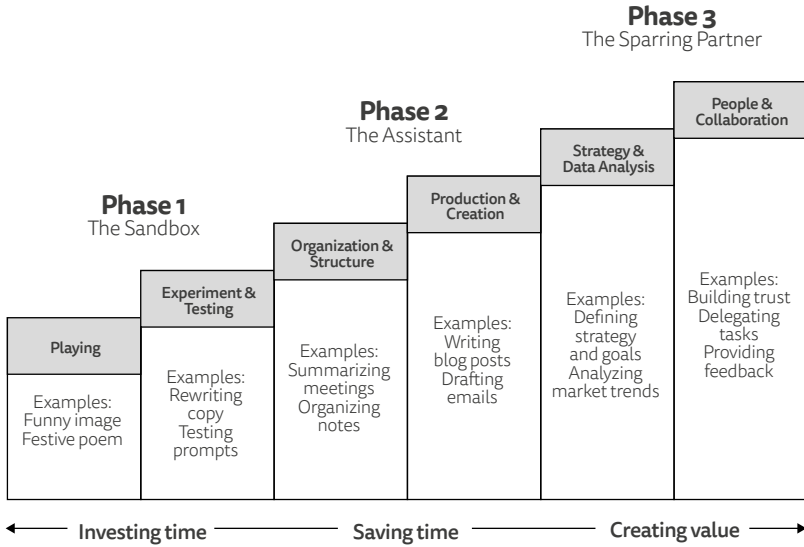 Phase 3
The Sparring Partner
People &
Collaboration
Phase 2
The Assistant
Strategy &
Data Analysis
Production &
Creation
Phase 1
The Sandbox
Organization &
Structure
Experiment &
Testing
Playing
Examples:
Funny image
Festive poem
Examples:
Rewriting
copy
Testing
prompts
Examples:
Summarizing
meetings
Organizing
notes
Examples:
Writing
blog posts
Drafting
emails
Examples:
Defining
strategy
and goals
Analyzing
market trends
Examples:
Building trust
Delegating
tasks
Providing
feedback
Investing time
Saving time
Creating value